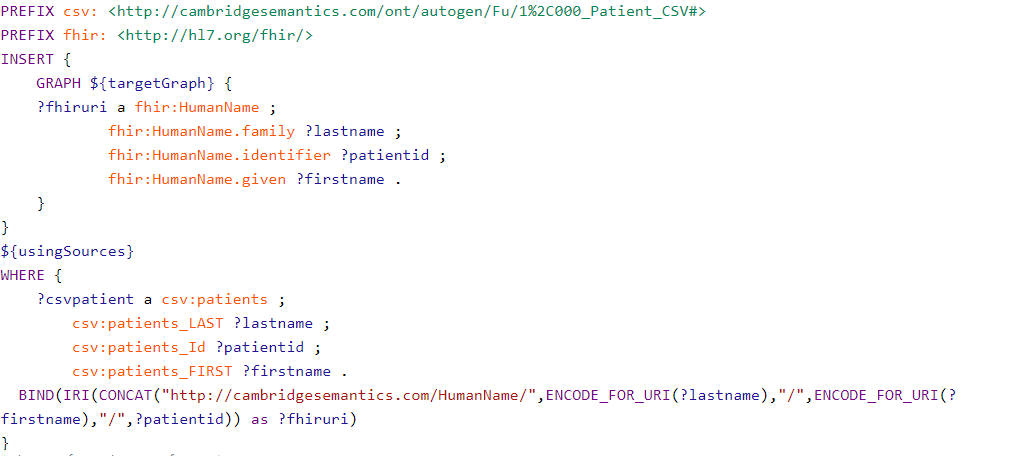 PREFIX csv: <http://cambridgesemantics.com/ont/autogen/Fu/1%2C000_Patient_CSV#>
PREFIX fhir: <http://hl7.org/fhir/>
INSERT {
    GRAPH ${targetGraph} {
    ?fhiruri a fhir:HumanName ;
            fhir:HumanName.family ?lastname ;
            fhir:HumanName.identifier ?patientid ;
            fhir:HumanName.given ?firstname .
    }
}
${usingSources}
WHERE {
    ?csvpatient a csv:patients ;
        csv:patients_LAST ?lastname ;
        csv:patients_Id ?patientid ;
        csv:patients_FIRST ?firstname .
  BIND(IRI(CONCAT("http://cambridgesemantics.com/HumanName/",ENCODE_FOR_URI(?lastname),"/",ENCODE_FOR_URI(?
firstname),"/",?patientid)) as ?fhiruri)
}